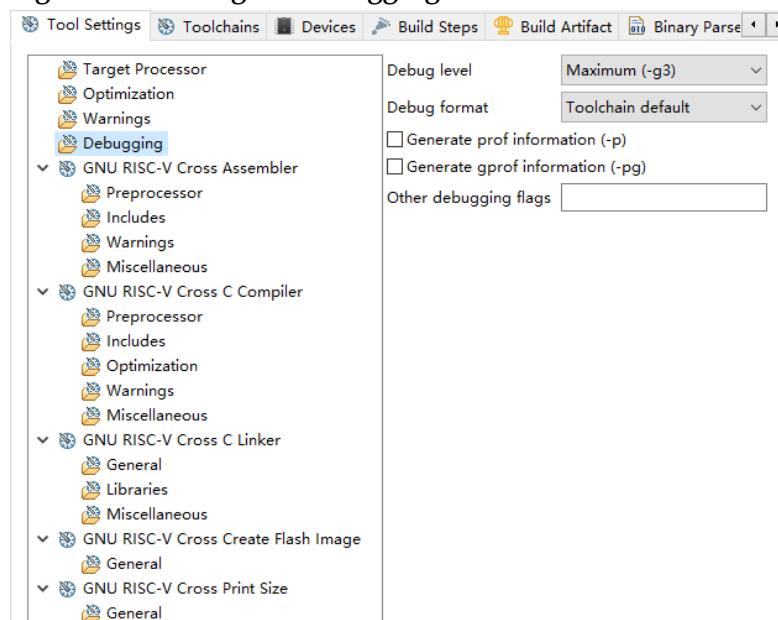 Tool Settings Toolchains Devices Build Steps Build Artifact Binary Parse
Target Processor
Optimization
Warnings
Debugging
GNU RISC-V Cross Assembler
Preprocessor
Includes
Warnings
Miscellaneous
GNU RISC-V Cross C Compiler
Preprocessor
Includes
Optimization
Warnings
Miscellaneous
GNU RISC-V Cross C Linker
General
Libraries
Miscellaneous
GNU RISC-V Cross Create Flash Image
General
GNU RISC-V Cross Print Size
General
Debug level Maximum (-g3)
Debug format Toolchain default
Generate prof information (-p)
Generate gprof information (-pg)
Other debugging flags